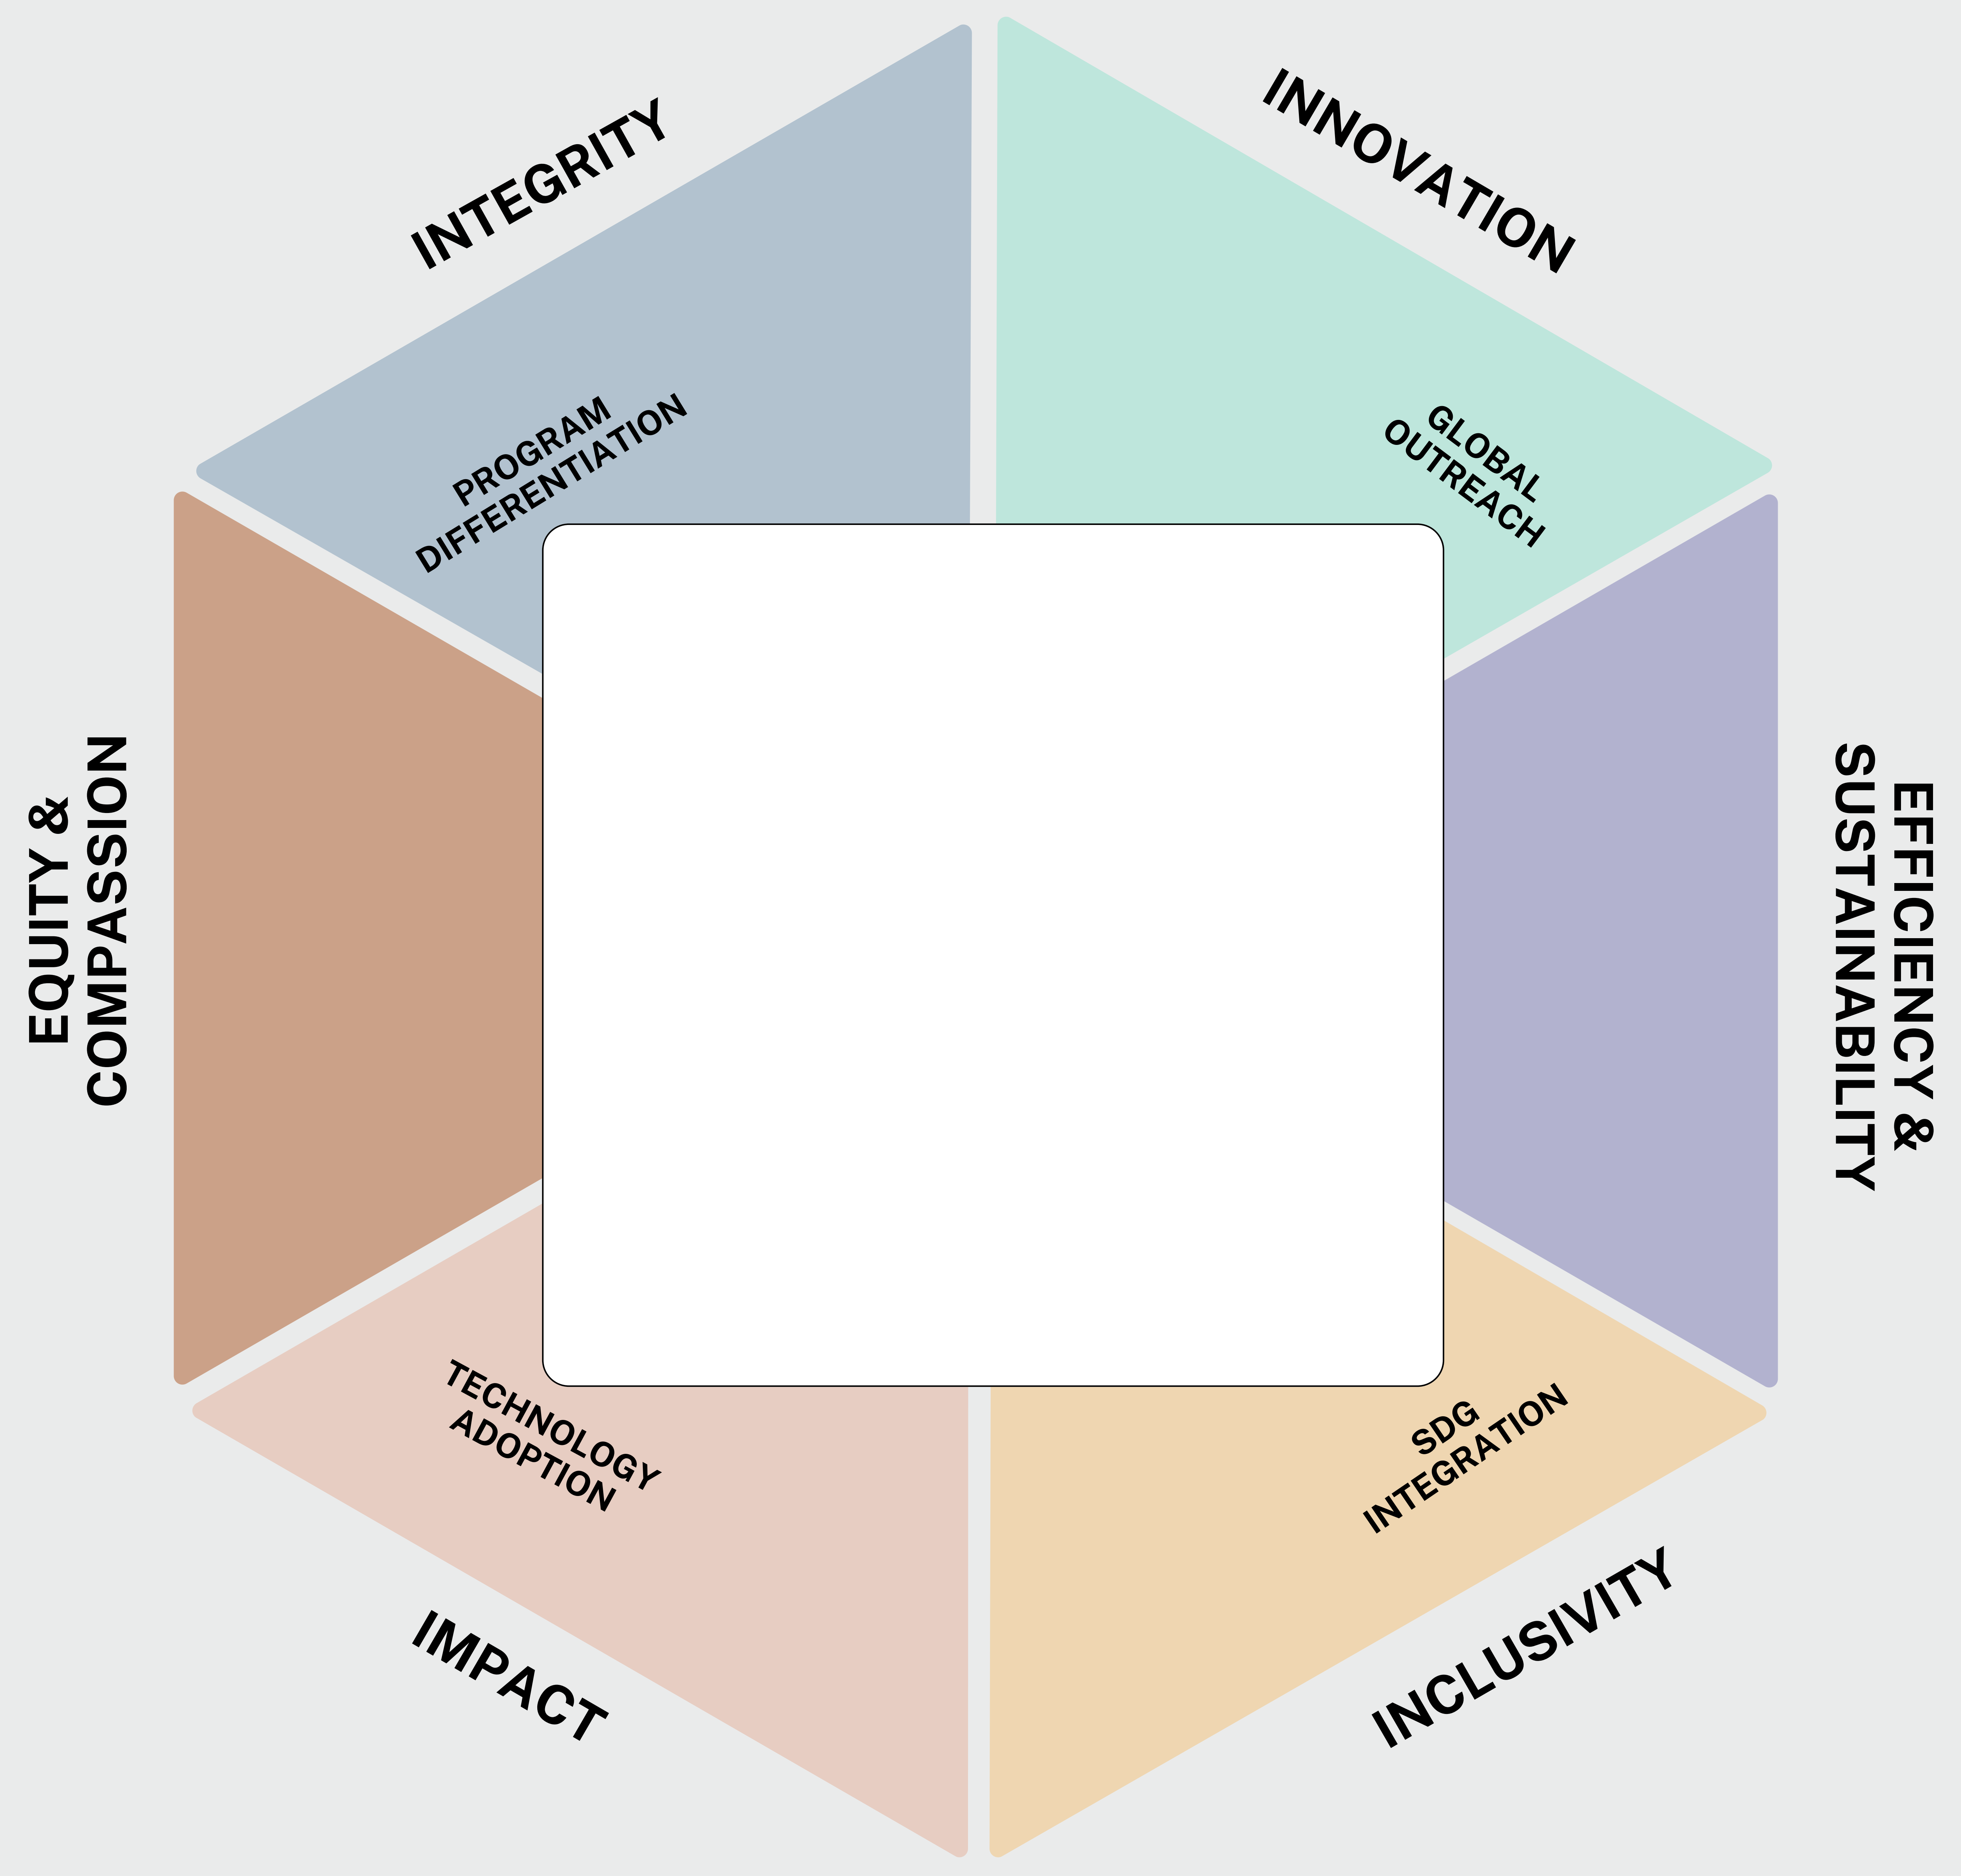 INTEGRITY
INNOVATION
PROGRAM
DIFFERENTIATION
GLOBAL
OUTREACH
EQUITY &
COMPASSION
EFFICIENCY &
SUSTAINABILITY
TECHNOLOGY
ADOPTION
SDG
INTEGRATION
IMPACT
INCLUSIVITY